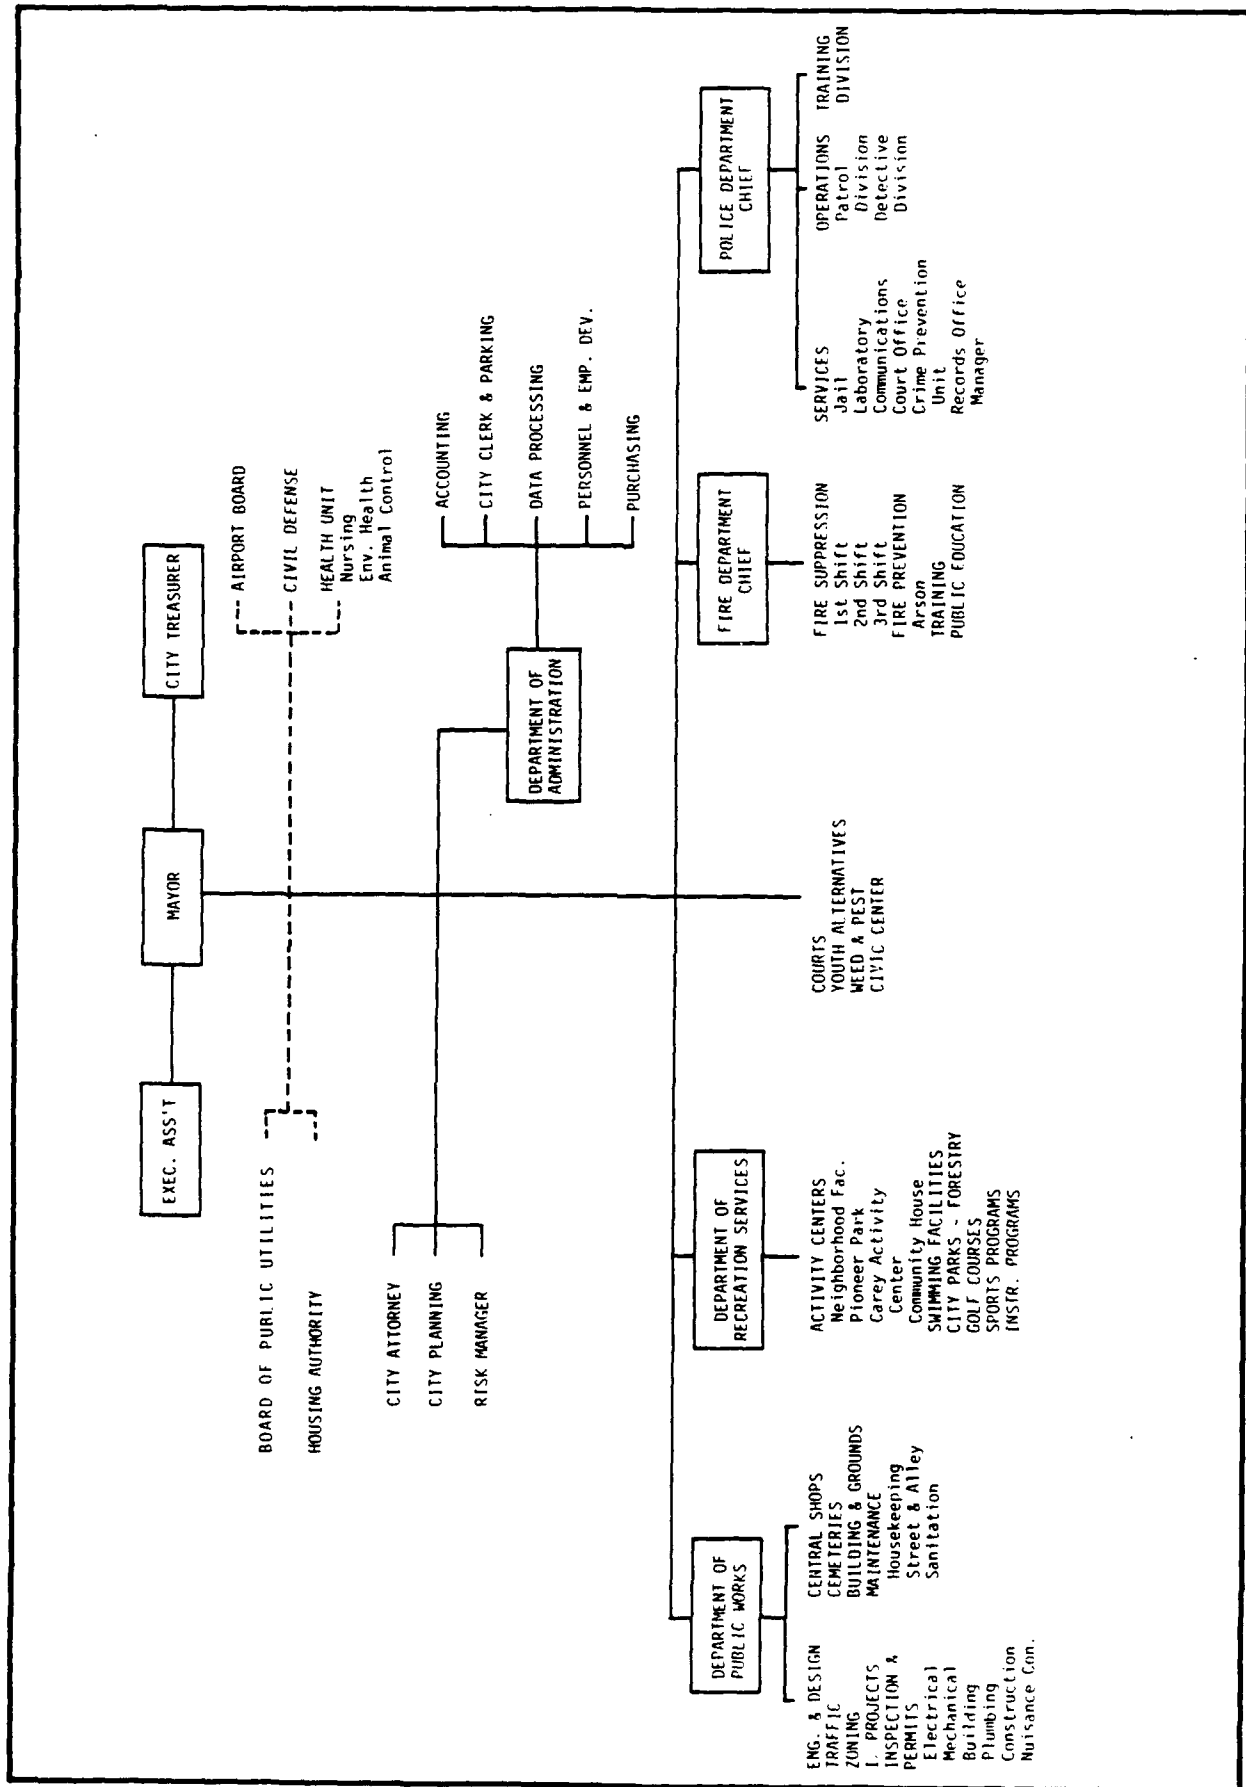 EXEC. ASS'T
MAYOR
CITY TREASURER
BOARD OF PUBLIC UTILITIES
HOUSING AUTHORITY
AIRPORT BOARD
CIVIL DEFENSE
HEALTH UNIT
Nursing
Env. Health
Animal Control
CITY ATTORNEY
CITY PLANNING
RISK MANAGER
DEPARTMENT OF
ADMINISTRATION
ACCOUNTING
CITY CLERK & PARKING
DATA PROCESSING
PERSONNEL & EMP. DEV.
PURCHASING
DEPARTMENT OF
PUBLIC WORKS
ENG. & DESIGN
TRAFFIC
ZONING
I. PROJECTS
INSPECTION &
PERMITS
Electrical
Mechanical
Building
Plumbing
Construction
Nuisance Con.
CENTRAL SHOPS
CEMETERIES
BUILDING & GROUNDS
MAINTENANCE
Housekeeping
Street & Alley
Sanitation
DEPARTMENT OF
RECREATION SERVICES
ACTIVITY CENTERS
Neighborhood Fac.
Pioneer Park
Carey Activity
Center
Community House
SWIMMING FACILITIES
CITY PARKS - FORESTRY
GOLF COURSES
SPORTS PROGRAMS
INSTR. PROGRAMS
COURTS
YOUTH ALTERNATIVES
WEED & PEST
CIVIC CENTER
FIRE DEPARTMENT
CHIEF
FIRE SUPPRESSION
1st Shift
2nd Shift
3rd Shift
FIRE PREVENTION
Arson
TRAINING
PUBLIC EDUCATION
POLICE DEPARTMENT
CHIEF
SERVICES
Jail
Laboratory
Communications
Court Office
Crime Prevention
Unit
Records Office
Manager
OPERATIONS
Patrol
Division
Detective
Division
TRAINING
DIVISION